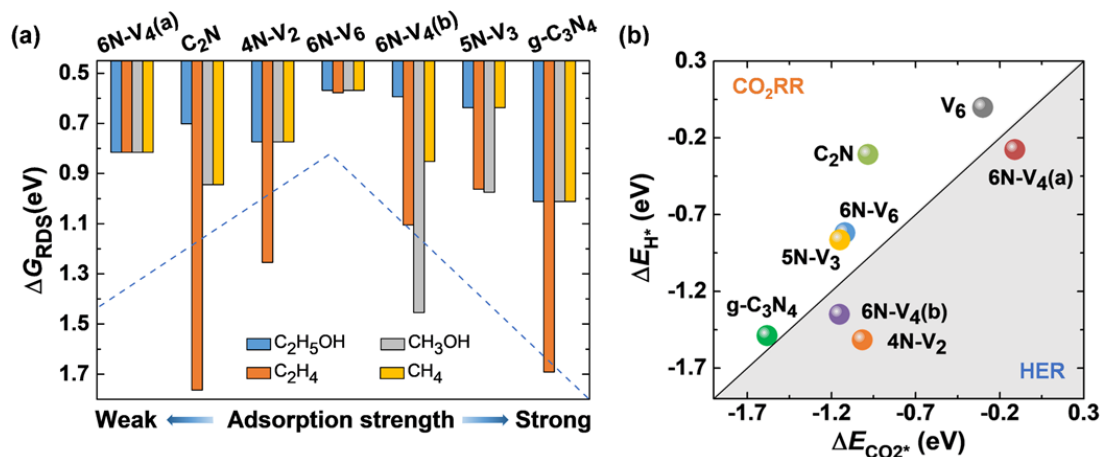 (a)
6N-V4(a) C2N 4N-V2 6N-V6 6N-V4(b) 5N-V3 g-C3N4
ΔGRDS(eV)
0.5
0.7
0.9
1.1
1.3
1.5
1.7
C2H5OH CH3OH
C2H4 CH4
Weak Adsorption strength Strong
(b)
CO2RR
V6
C2N
6N-V4(a)
6N-V6
5N-V3
g-C3N4
6N-V4(b)
4N-V2
HER
ΔEH* (eV)
0.3
-0.2
-0.7
-1.2
-1.7
-1.7 -1.2 -0.7 -0.2 0.3
ΔECO2* (eV)